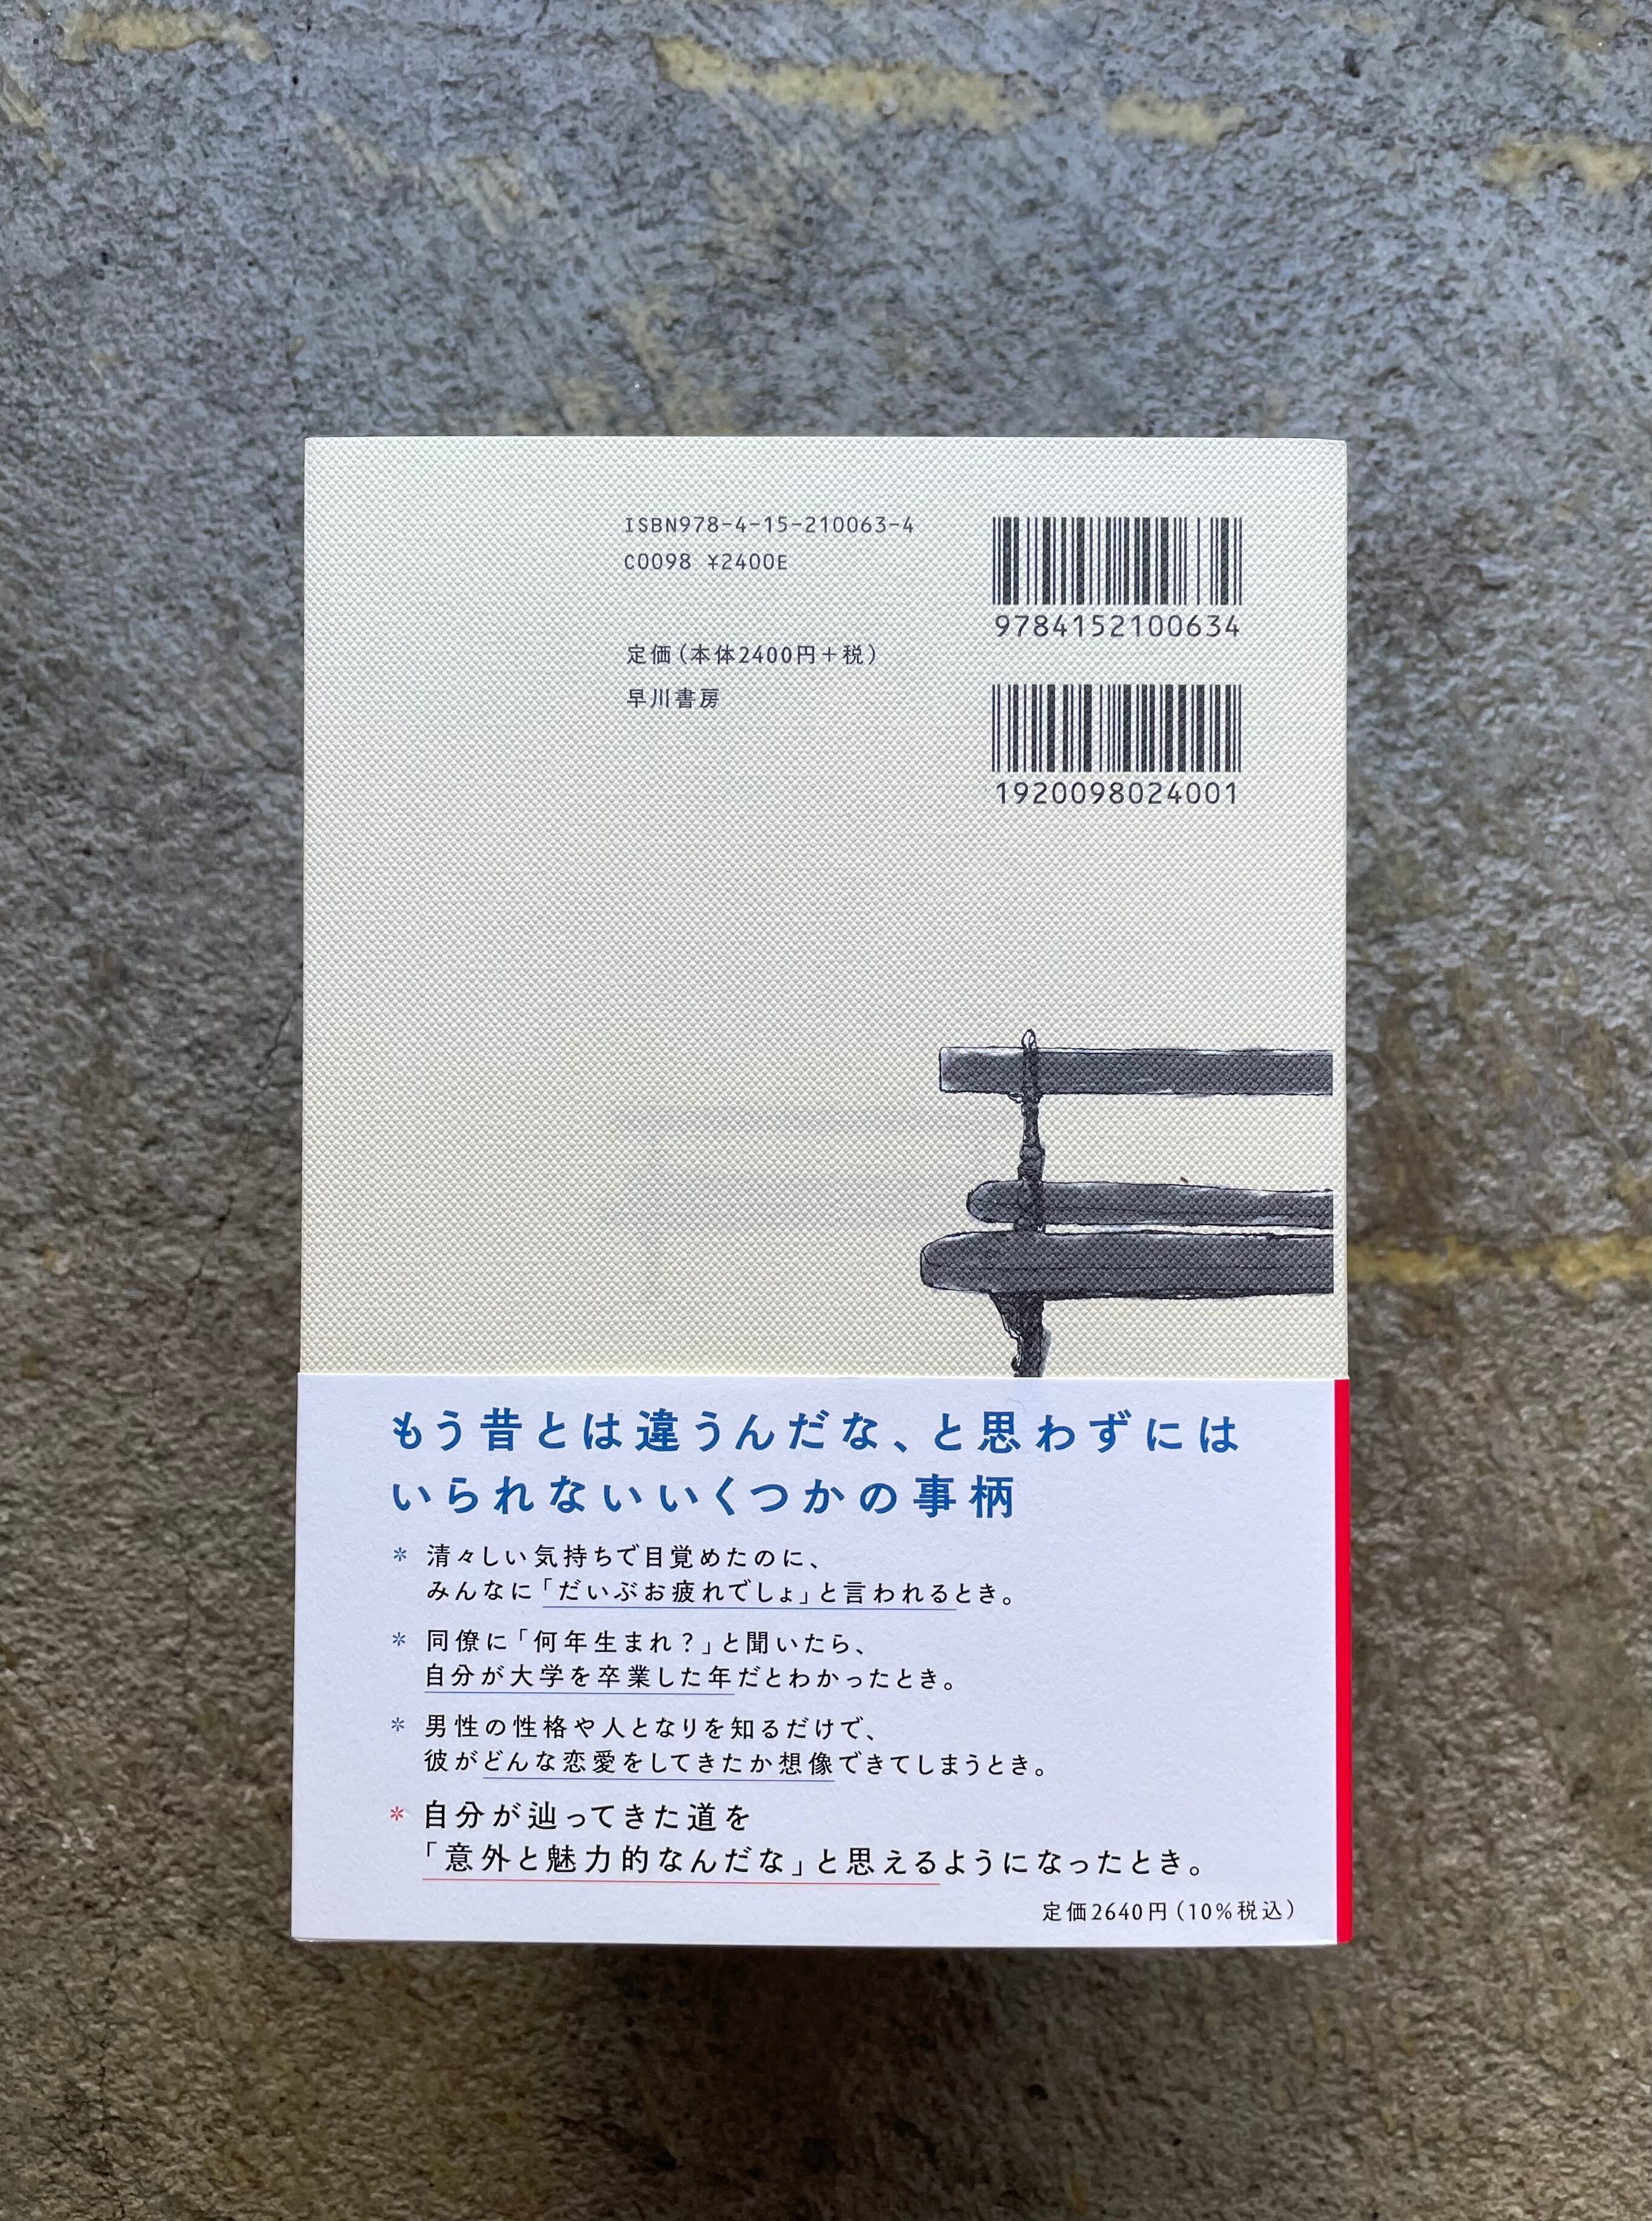 ISBN978-4-15-210063-4
C0098 ¥2400E
定価（本体2400円＋税）
早川書房
9784152100634
1920098024001
もう昔とは違うんだな、と思わずには
いられないいくつかの事柄
* 清々しい気持ちで目覚めたのに、
みんなに「だいぶお疲れでしょ」と言われるとき。
* 同僚に「何年生まれ？」と聞いたら、
自分が大学を卒業した年だとわかったとき。
* 男性の性格や人となりを知るだけで、
彼がどんな恋愛をしてきたか想像できてしまうとき。
* 自分が辿ってきた道を
「意外と魅力的なんだな」と思えるようになったとき。
定価2640円（10%税込）